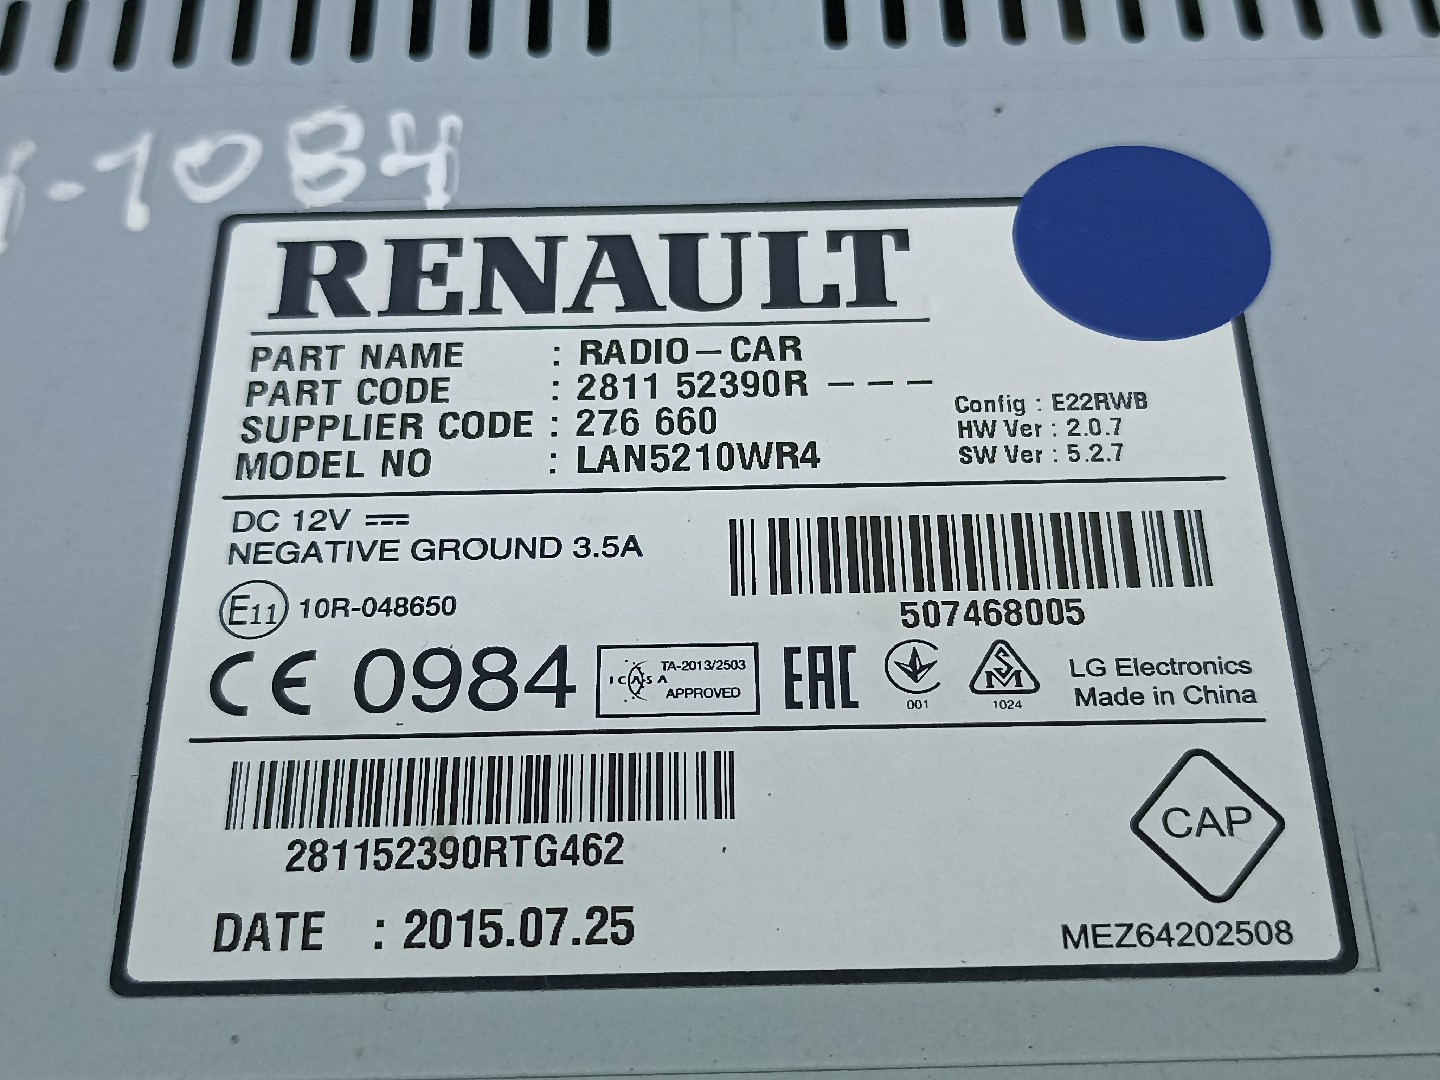 -1084
RENAULT
PART NAME : RADIO-CAR
PART CODE : 2811 52390R ---
SUPPLIER CODE : 276 660
MODEL NO : LAN5210WR4
Config : E22RWB
HW Ver : 2.0.7
SW Ver : 5.2.7
DC 12V
NEGATIVE GROUND 3.5A
507468005
E11 10R-048650
CE 0984
ICASA
TA-2013/2503
APPROVED
EAC
001
SM
1024
LG Electronics
Made in China
281152390RTG462
CAP
DATE : 2015.07.25
MEZ64202508